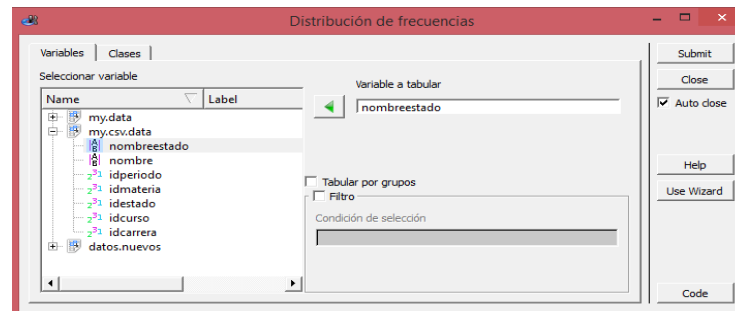 Distribución de frecuencias
Variables
Clases
Seleccionar variable
Name
Label
my.data
my.csv.data
nombreestado
nombre
idperiodo
idmateria
idestado
idcurso
idcarrera
datos.nuevos
Variable a tabular
nombreestado
Tabular por grupos
Filtro
Condición de selección
Submit
Close
Auto close
Help
Use Wizard
Code